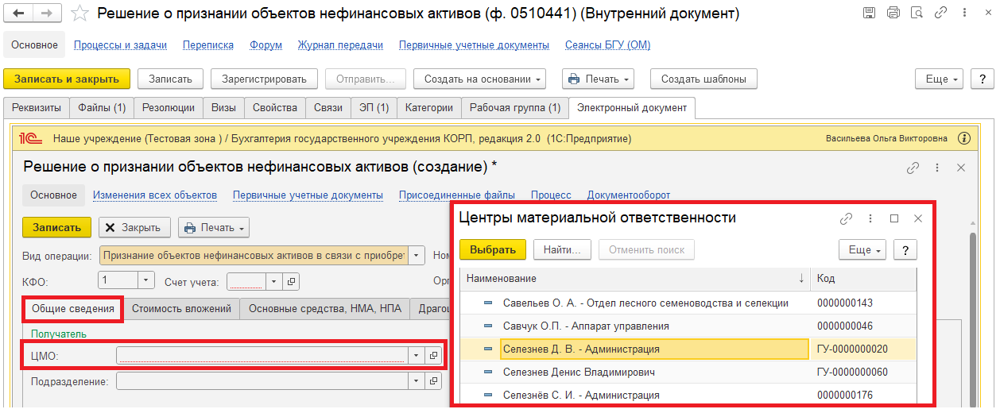 Решение о признании объектов нефинансовых активов (ф. 0510441) (Внутренний документ)
Основное Процессы и задачи Переписка Форум Журнал передачи Первичные учетные документы Сеансы БГУ (ОМ)
Записать и закрыть Записать Зарегистрировать Отправить... Создать на основании Печать Создать шаблоны Еще ?
Реквизиты Файлы (1) Резолюции Визы Свойства Связи ЭП (1) Категории Рабочая группа (1) Электронный документ
1С Наше учреждение (Тестовая зона ) / Бухгалтерия государственного учреждения КОРП, редакция 2.0 (1С:Предприятие) Васильева Ольга Викторовна
Решение о признании объектов нефинансовых активов (создание) *
Основное Изменения всех объектов Первичные учетные документы Присоединенные файлы Процесс Документооборот
Записать Закрыть Печать
Вид операции: Признание объектов нефинансовых активов в связи с приобрет Ном
КФО: 1 Счет учета: Орг
Общие сведения Стоимость вложений Основные средства, НМА, НПА Драгоц
Получатель
ЦМО:
Подразделение:
Центры материальной ответственности
Выбрать Найти... Отменить поиск Еще ?
Наименование ↓ Код
Савельев О. А. - Отдел лесного семеноводства и селекции 0000000143
Савчук О.П. - Аппарат управления 0000000046
Селезнев Д. В. - Администрация ГУ-0000000020
Селезнев Денис Владимирович ГУ-0000000060
Селезнёв С. И. - Администрация 0000000176